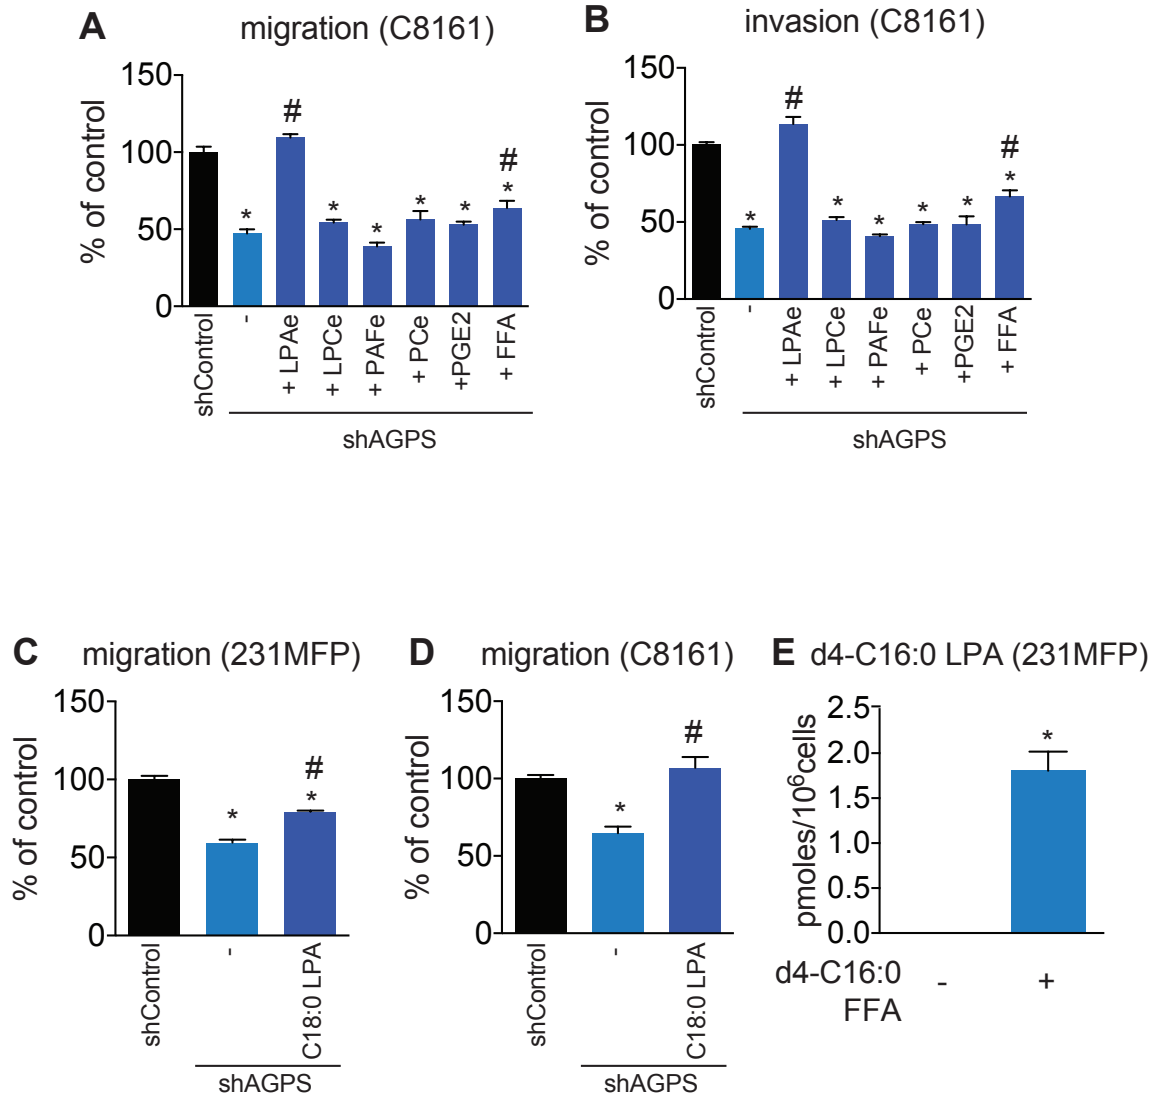 A migration (C8161)
% of control
150
100
50
0
* # * * * * # *
shControl
-
+ LPAe
+ LPCe
+ PAFe
+ PCe
+PGE2
+ FFA
shAGPS
B invasion (C8161)
% of control
150
100
50
0
* # * * * * # *
shControl
-
+ LPAe
+ LPCe
+ PAFe
+ PCe
+PGE2
+ FFA
shAGPS
C migration (231MFP)
% of control
150
100
50
0
* # *
shControl
-
C18:0 LPA
shAGPS
D migration (C8161)
% of control
150
100
50
0
* #
shControl
-
C18:0 LPA
shAGPS
E d4-C16:0 LPA (231MFP)
pmoles/10⁶cells
2.5
2.0
1.5
1.0
0.5
0.0
*
d4-C16:0
FFA
- +